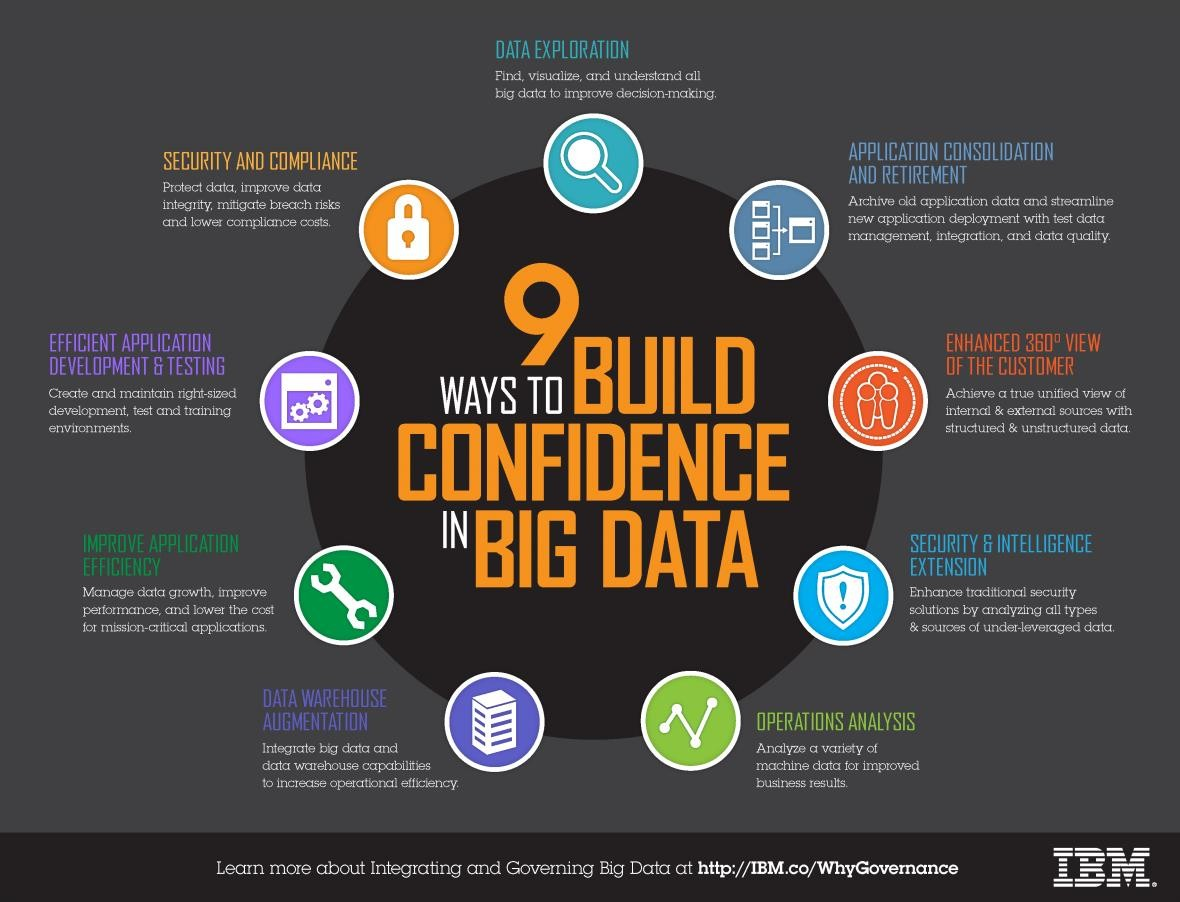 DATA EXPLORATION
Find, visualize, and understand all
big data to improve decision-making.
APPLICATION CONSOLIDATION
AND RETIREMENT
Archive old application data and streamline
new application deployment with test data
management, integration, and data quality.
ENHANCED 360° VIEW
OF THE CUSTOMER
Achieve a true unified view of
internal & external sources with
structured & unstructured data.
SECURITY & INTELLIGENCE
EXTENSION
Enhance traditional security
solutions by analyzing all types
& sources of under-leveraged data.
OPERATIONS ANALYSIS
Analyze a variety of
machine data for improved
business results.
DATA WAREHOUSE
AUGMENTATION
Integrate big data and
data warehouse capabilities
to increase operational efficiency.
IMPROVE APPLICATION
EFFICIENCY
Manage data growth, improve
performance, and lower the cost
for mission-critical applications.
EFFICIENT APPLICATION
DEVELOPMENT & TESTING
Create and maintain right-sized
development, test and training
environments.
SECURITY AND COMPLIANCE
Protect data, improve data
integrity, mitigate breach risks
and lower compliance costs.
9
WAYS TO BUILD
CONFIDENCE
IN BIG DATA
Learn more about Integrating and Governing Big Data at http://IBM.co/WhyGovernance
IBM®